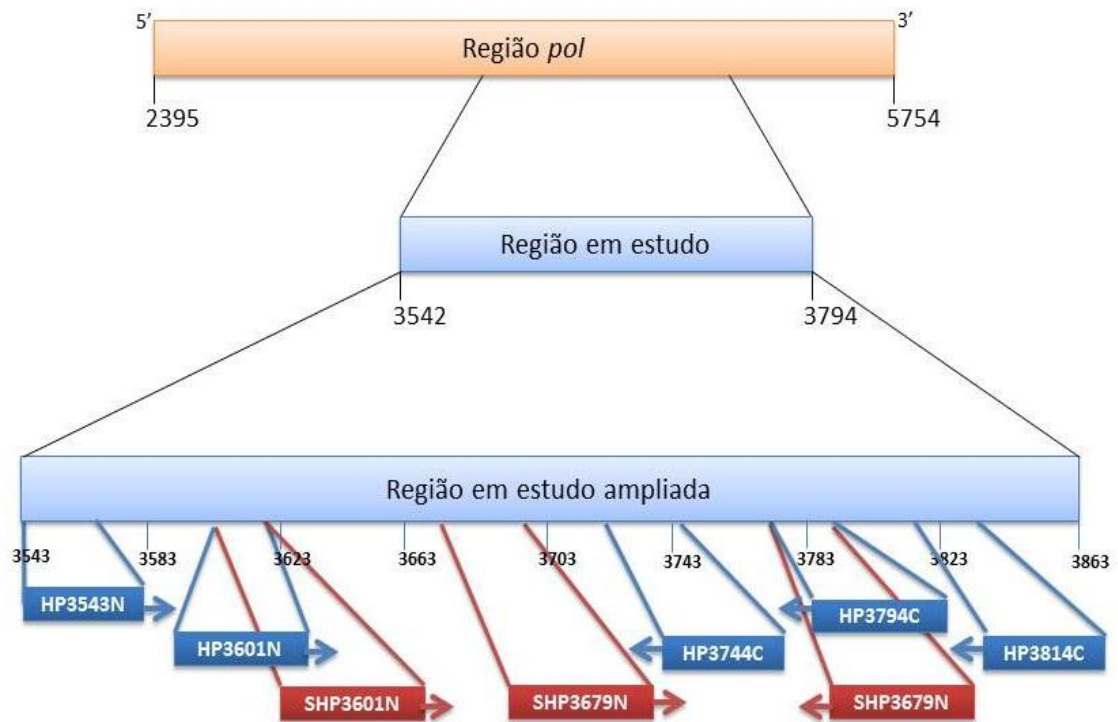 5’ 3’
Região pol
2395 5754
Região em estudo
3542 3794
Região em estudo ampliada
3543 3583 3623 3663 3703 3743 3783 3823 3863
HP3543N HP3794C
HP3601N HP3744C HP3814C
SHP3601N SHP3679N SHP3679N